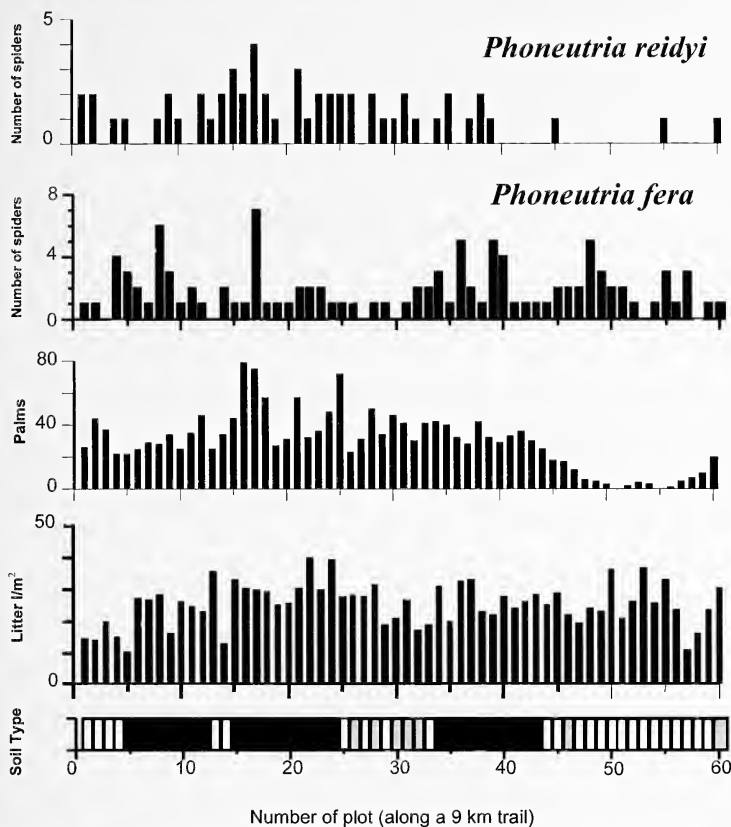 Phoneutria reidyi
Number of spiders
5
0
Phoneutria fera
Number of spiders
8
4
0
Palms
80
40
0
Litter l/m²
50
0
Soil Type
0 10 20 30 40 50 60
Number of plot (along a 9 km trail)